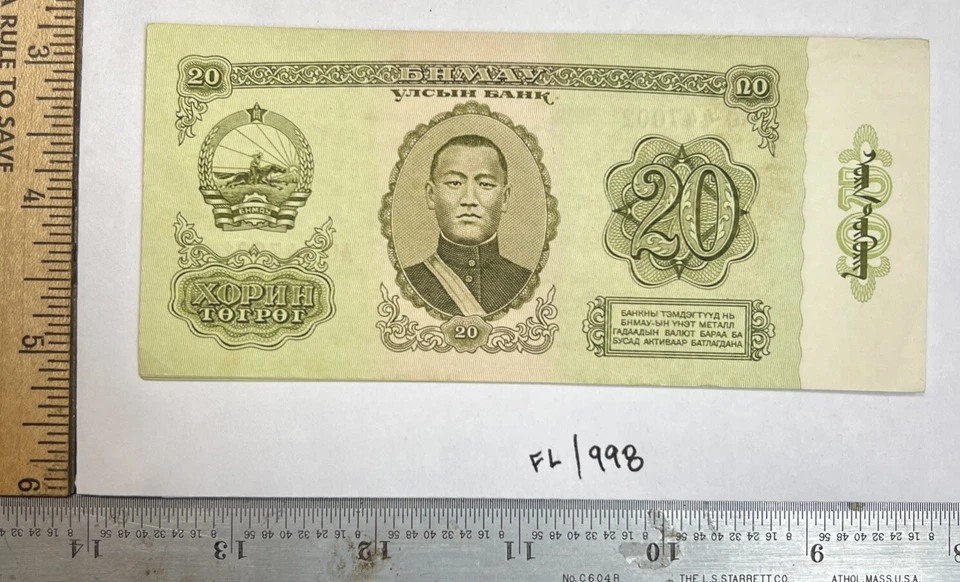 A RULE TO SAVE
3
4
5
6
20
БНМАУ
20
УЛСЫН БАНК
БНМАУ
20
ХОРИН
ТӨГРӨГ
20
БАНКНЫ ТЭМДЭГТҮҮД НЬ
БНМАУ-ЫН ҮНЭТ МЕТАЛЛ
ГАДААДЫН ВАЛЮТ БАРАА БА
БУСАД АКТИВААР БАТЛАГДАНА
FL/998
14 13 12 11 10 9 8
No. C604R THE L.S. STARRETT CO. ATHOL, MASS. U.S.A.